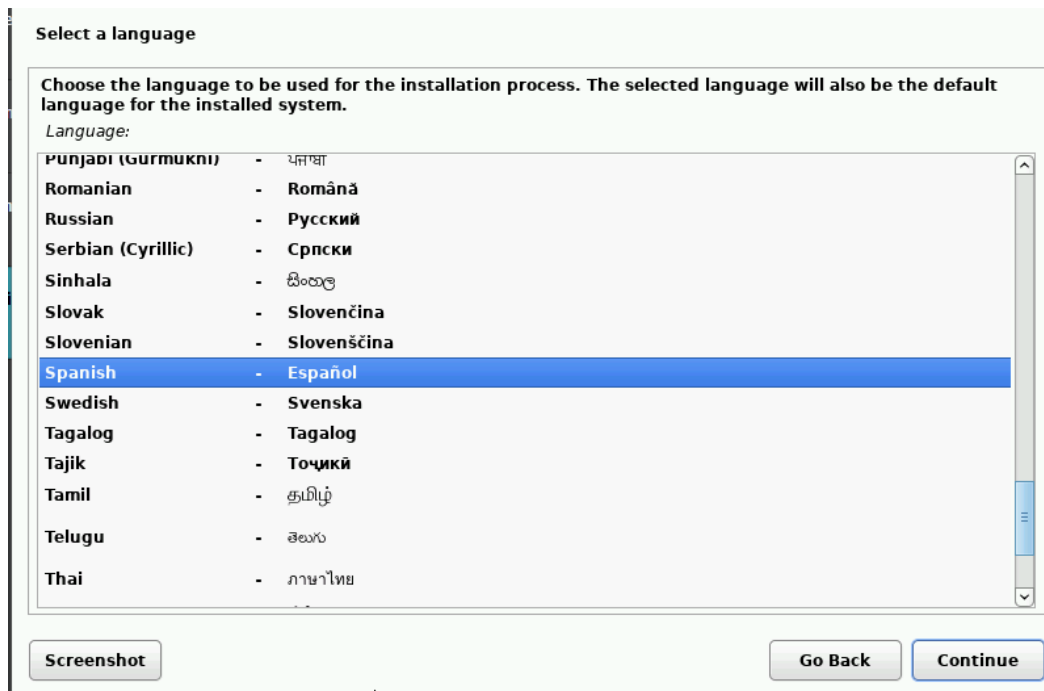 Select a language
Choose the language to be used for the installation process. The selected language will also be the default
language for the installed system.
Language:
Punjabi (Gurmukhi) - ਪੰਜਾਬੀ
Romanian - Română
Russian - Русский
Serbian (Cyrillic) - Српски
Sinhala - සිංහල
Slovak - Slovenčina
Slovenian - Slovenščina
Spanish - Español
Swedish - Svenska
Tagalog - Tagalog
Tajik - Тоҷикӣ
Tamil - தமிழ்
Telugu - తెలుగు
Thai - ภาษาไทย
Screenshot Go Back Continue